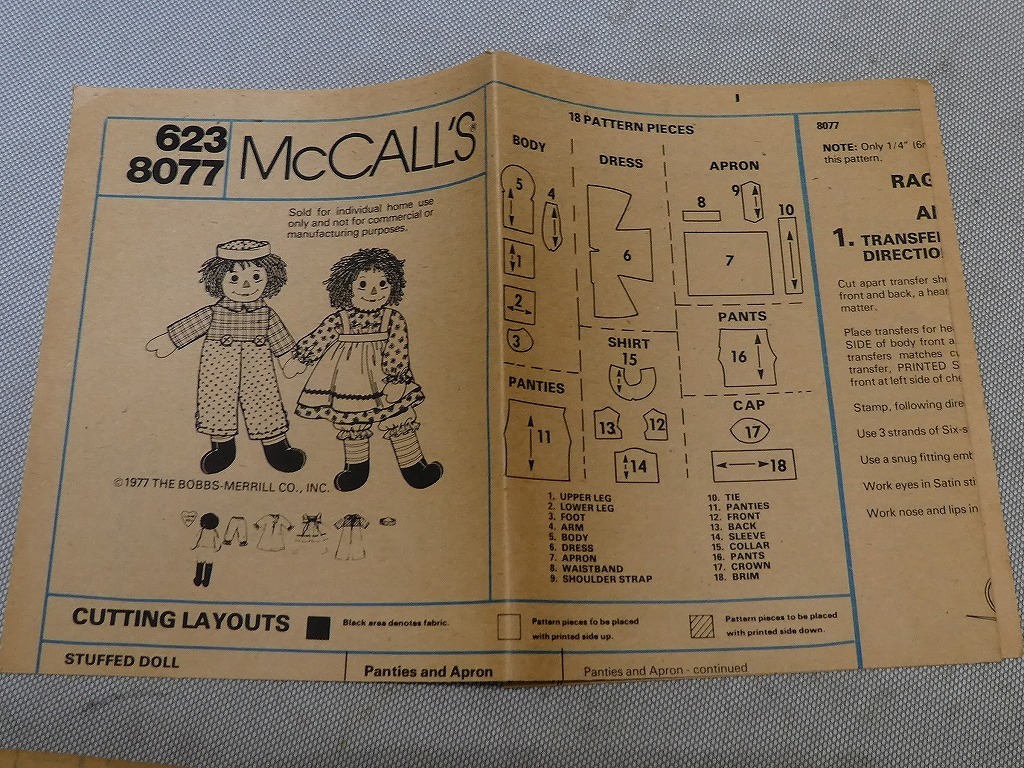 623
8077
McCALL'S®
Sold for individual home use
only and not for commercial or
manufacturing purposes.
©1977 THE BOBBS-MERRILL CO., INC.
18 PATTERN PIECES
BODY
5
4
1
2
3
PANTIES
11
DRESS
6
SHIRT
15
13
12
14
APRON
8
9
10
7
PANTS
16
CAP
17
18
1. UPPER LEG
2. LOWER LEG
3. FOOT
4. ARM
5. BODY
6. DRESS
7. APRON
8. WAISTBAND
9. SHOULDER STRAP
10. TIE
11. PANTIES
12. FRONT
13. BACK
14. SLEEVE
15. COLLAR
16. PANTS
17. CROWN
18. BRIM
CUTTING LAYOUTS
Black area denotes fabric.
Pattern pieces to be placed
with printed side up.
Pattern pieces to be placed
with printed side down.
STUFFED DOLL
Panties and Apron
Panties and Apron - continued
8077
NOTE: Only 1/4" (6
this pattern.
RAG
1. TRANSFE
DIRECTIO
Cut apart transfer
front and back, a hear
matter.
Place transfers for he
SIDE of body front a
transfers matches
transfer, PRINTED S
front at left side of
Stamp, following dire
Use 3 strands of Six-s
Use a snug fitting
Work eyes in Satin sti
Work nose and lips in